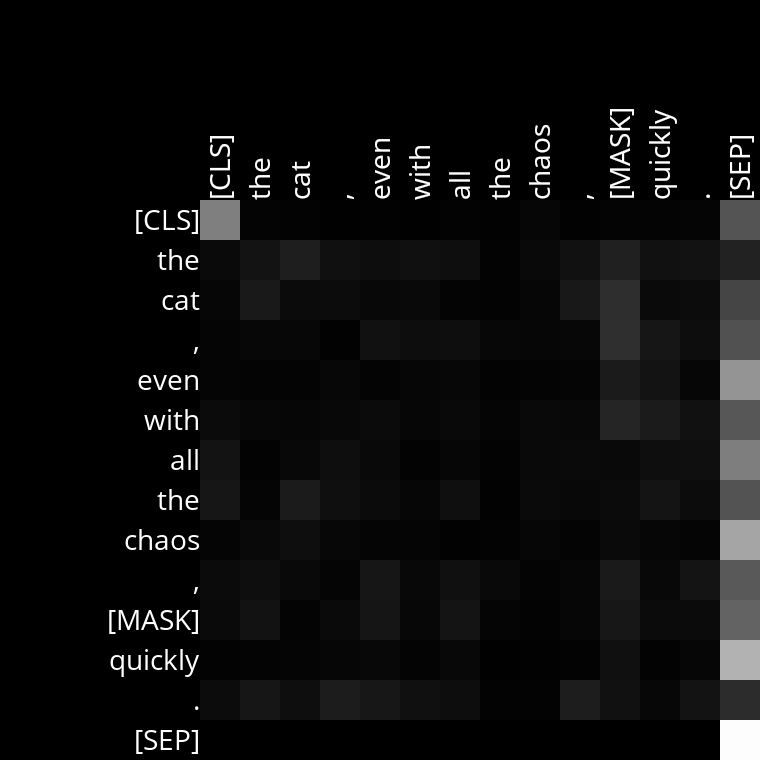 [CLS] the cat , even with all the chaos , [MASK] quickly . [SEP]
[CLS]
the
cat
,
even
with
all
the
chaos
,
[MASK]
quickly
.
[SEP]